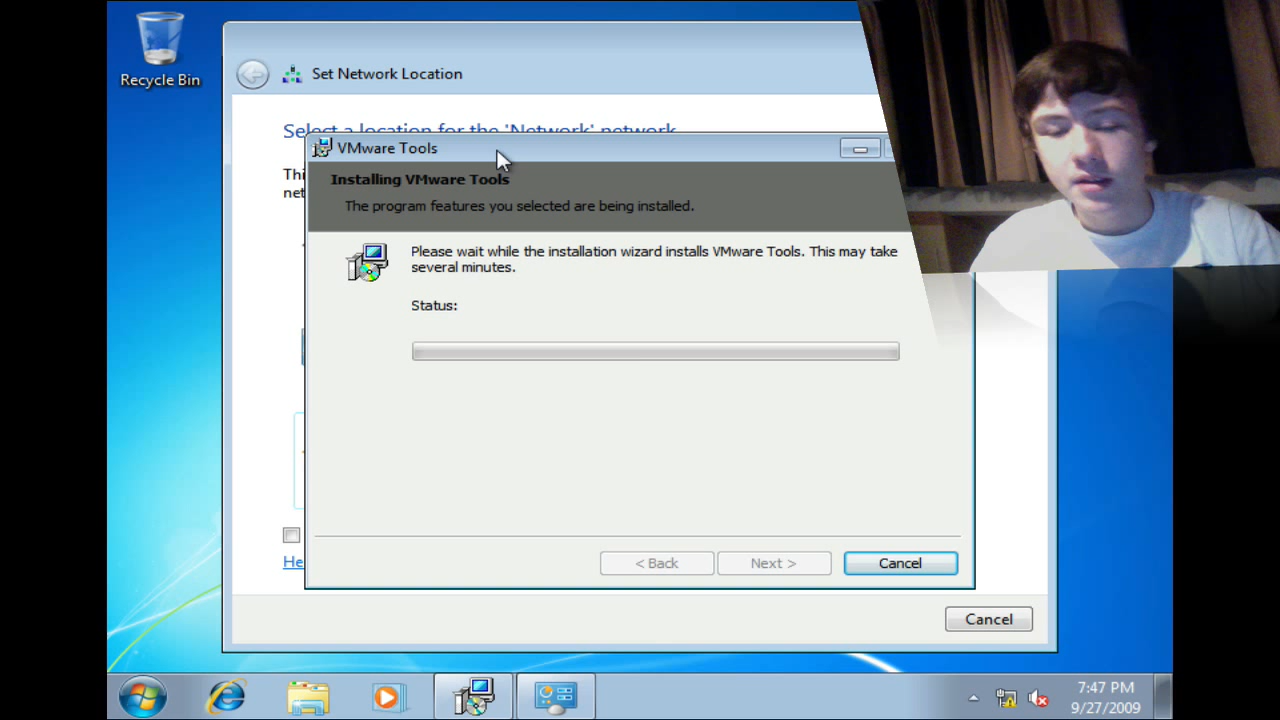 Recycle Bin
Set Network Location
Select a location for the 'Network' network
Thi
net
VMware Tools
Installing VMware Tools
The program features you selected are being installed.
Please wait while the installation wizard installs VMware Tools. This may take
several minutes.
Status:
< Back
Next >
Cancel
He
Cancel
7:47 PM
9/27/2009